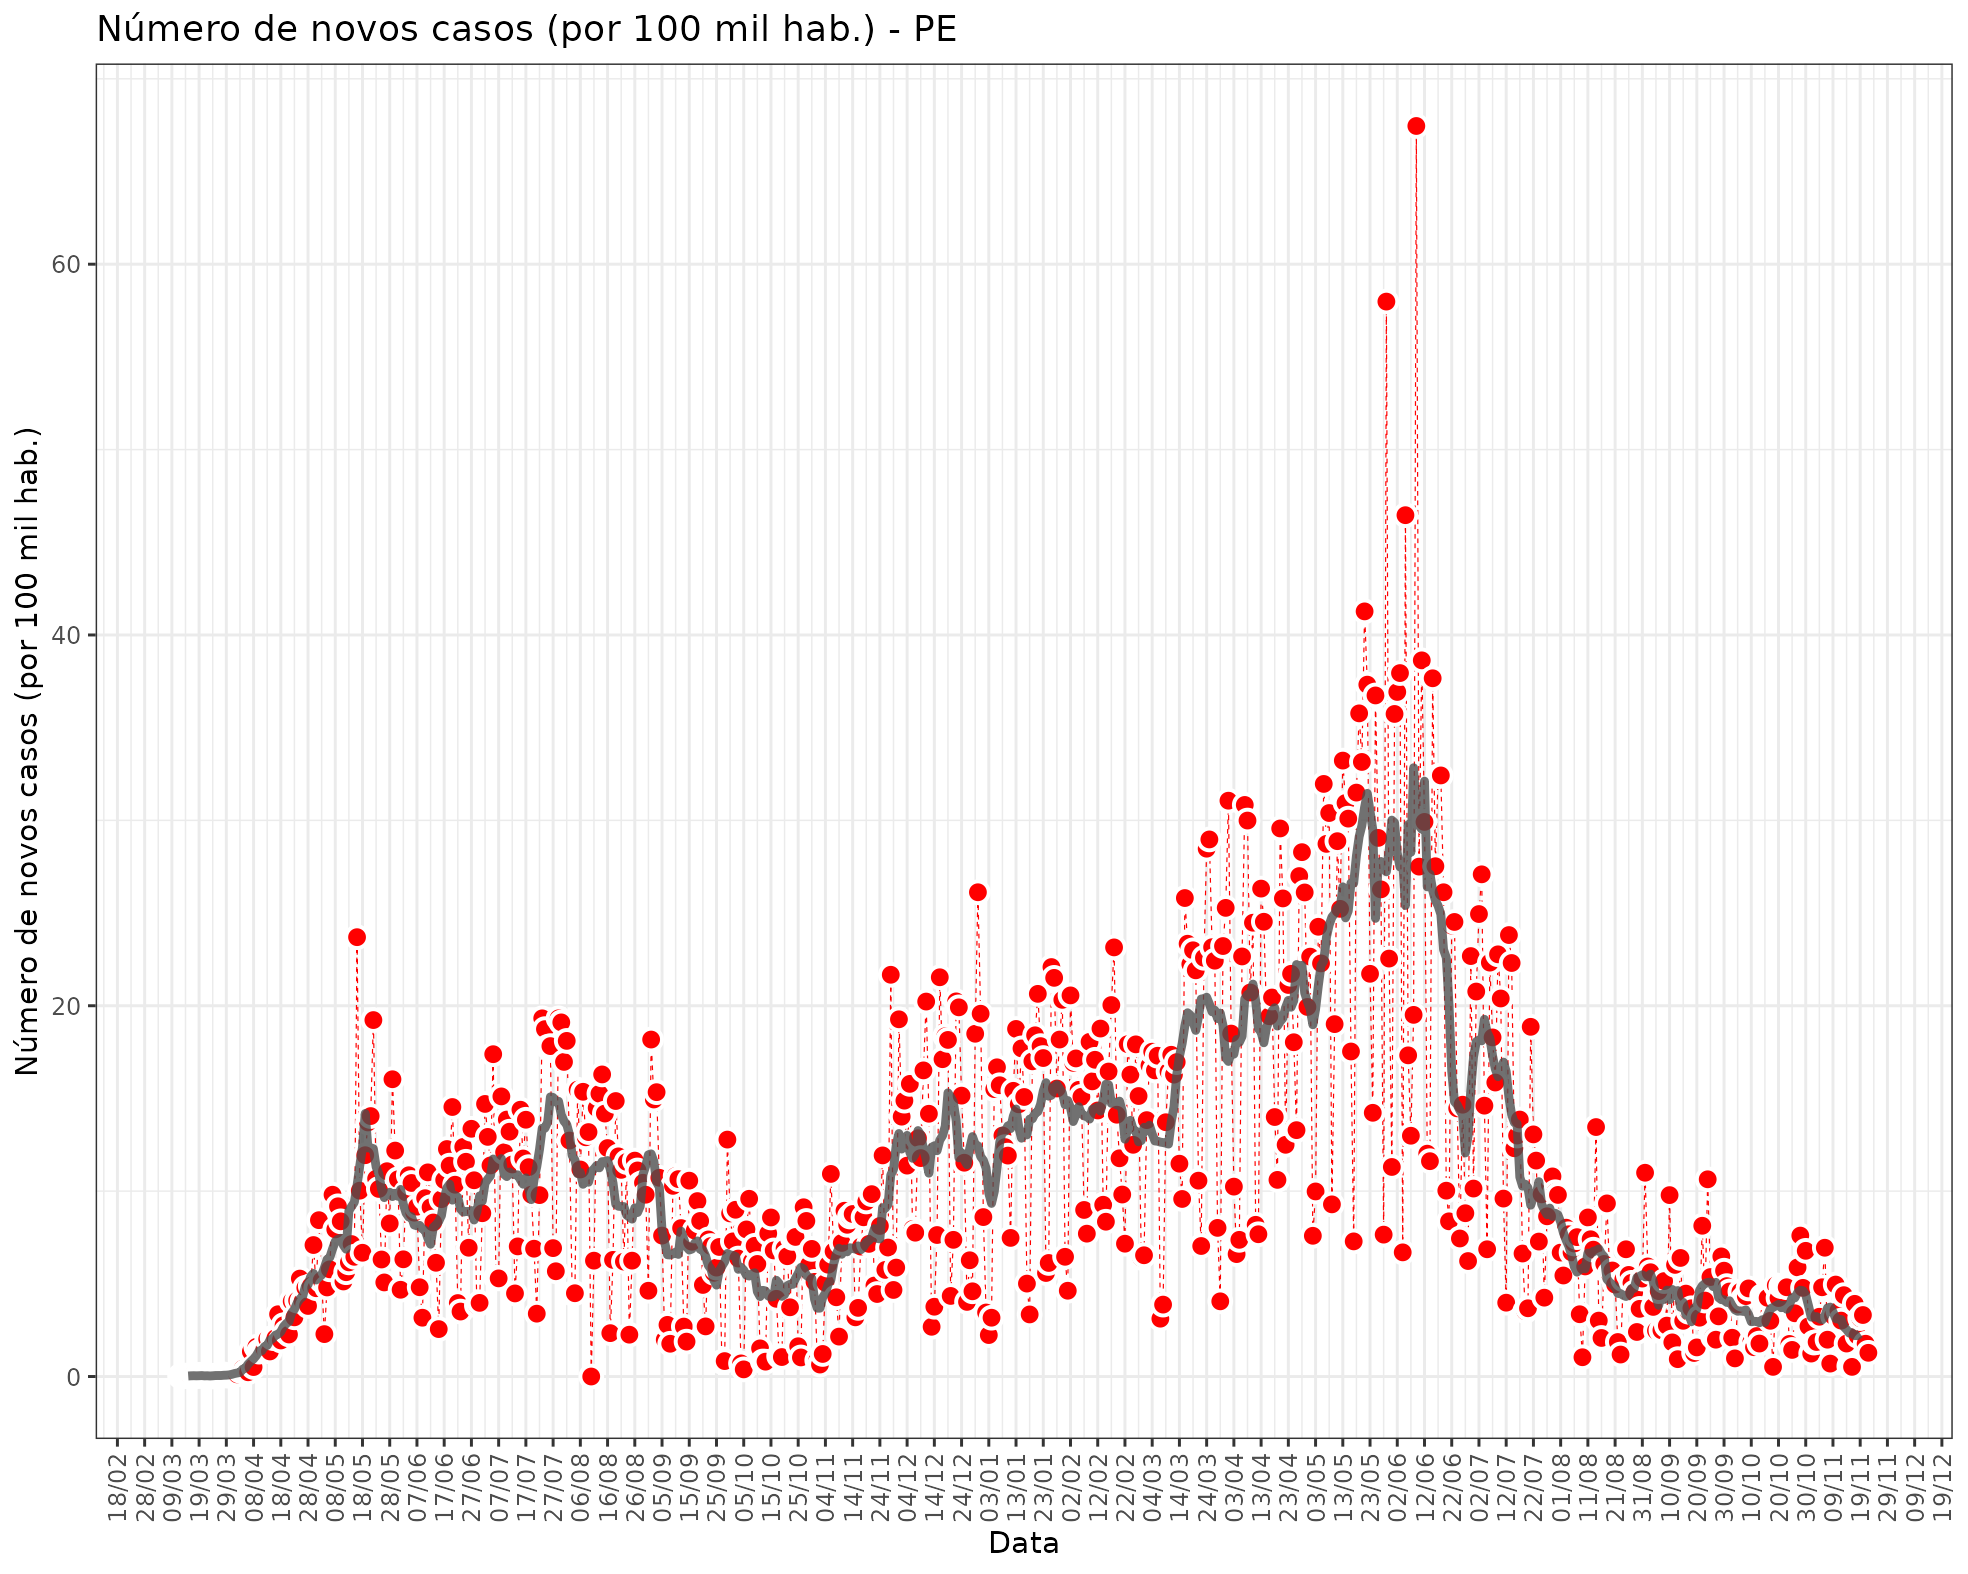 Número de novos casos (por 100 mil hab.) - PE
Número de novos casos (por 100 mil hab.)
60
40
20
0
18/02 28/02 09/03 19/03 29/03 08/04 18/04 28/04 08/05 18/05 28/05 07/06 17/06 27/06 07/07 17/07 27/07 06/08 16/08 26/08 05/09 15/09 25/09 05/10 15/10 25/10 04/11 14/11 24/11 04/12 14/12 24/12 03/01 13/01 23/01 02/02 12/02 22/02 04/03 14/03 24/03 03/04 13/04 23/04 03/05 13/05 23/05 02/06 12/06 22/06 02/07 12/07 22/07 01/08 11/08 21/08 31/08 10/09 20/09 30/09 10/10 20/10 30/10 09/11 19/11 29/11 09/12 19/12
Data